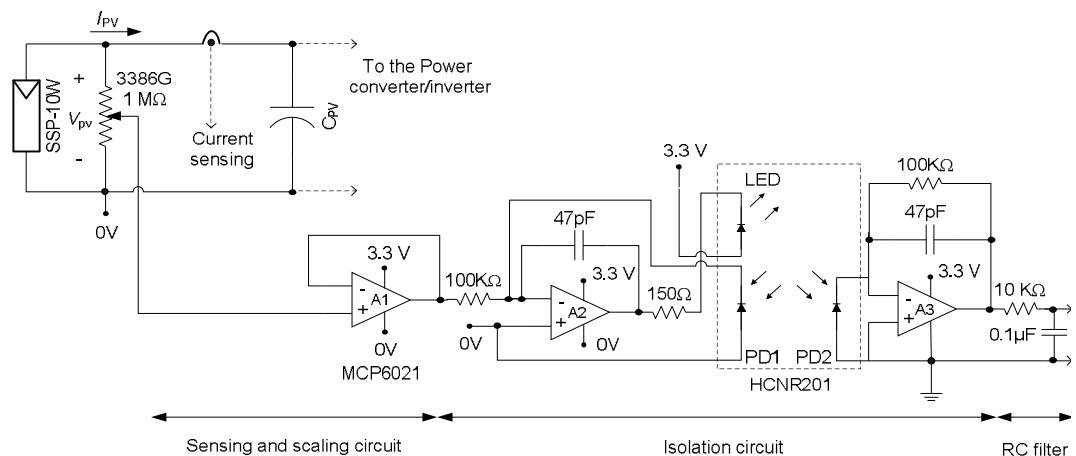 I_PV
SSP-10W
+
V_pv
-
3386G
1 MΩ
0V
Current
sensing
C_PV
To the Power
converter/inverter
3.3 V
-
+
A1
0V
MCP6021
100KΩ
47pF
3.3 V
-
+
A2
0V
0V
150Ω
3.3 V
LED
PD1
PD2
HCNR201
100KΩ
47pF
3.3 V
-
+
A3
10 KΩ
0.1µF
Sensing and scaling circuit
Isolation circuit
RC filter